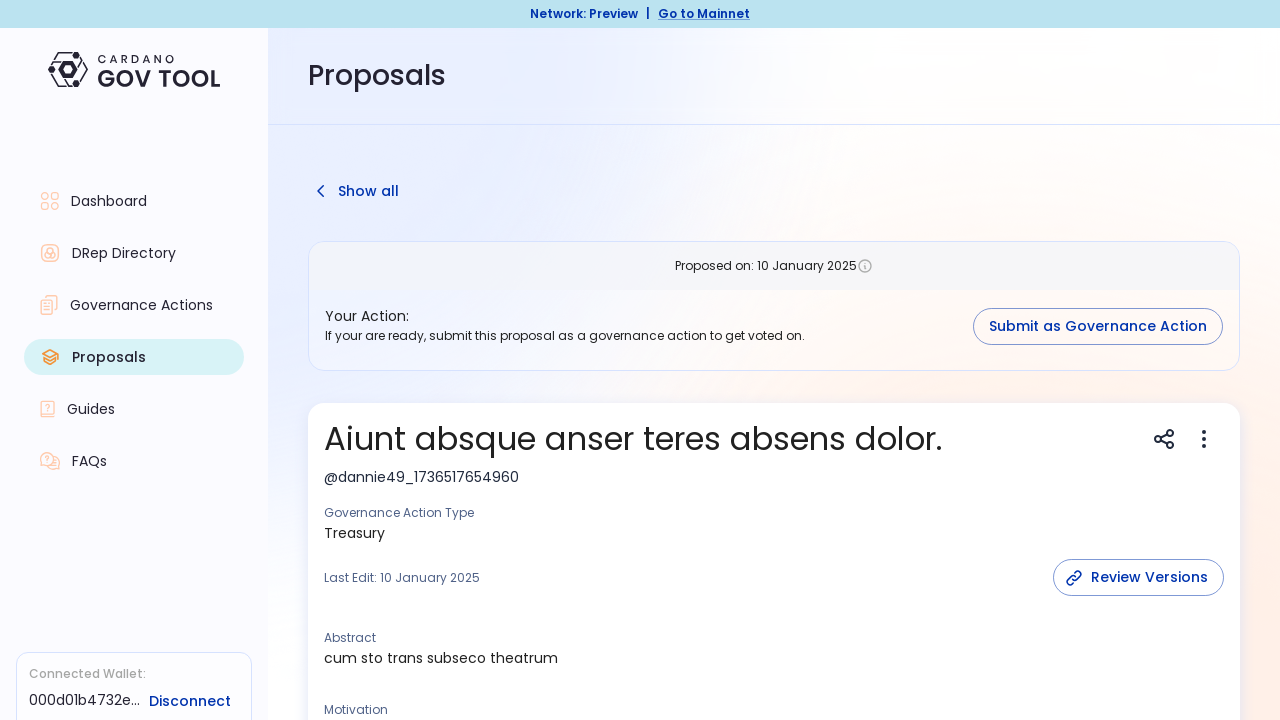 Network: Preview | Go to Mainnet
CARDANO
GOV TOOL
Proposals
Dashboard
DRep Directory
Governance Actions
Proposals
Guides
FAQs
Connected Wallet:
000d01b4732e...
Disconnect
Show all
Proposed on: 10 January 2025
Your Action:
If your are ready, submit this proposal as a governance action to get voted on.
Submit as Governance Action
Aiunt absque anser teres absens dolor.
@dannie49_1736517654960
Governance Action Type
Treasury
Last Edit: 10 January 2025
Review Versions
Abstract
cum sto trans subseco theatrum
Motivation